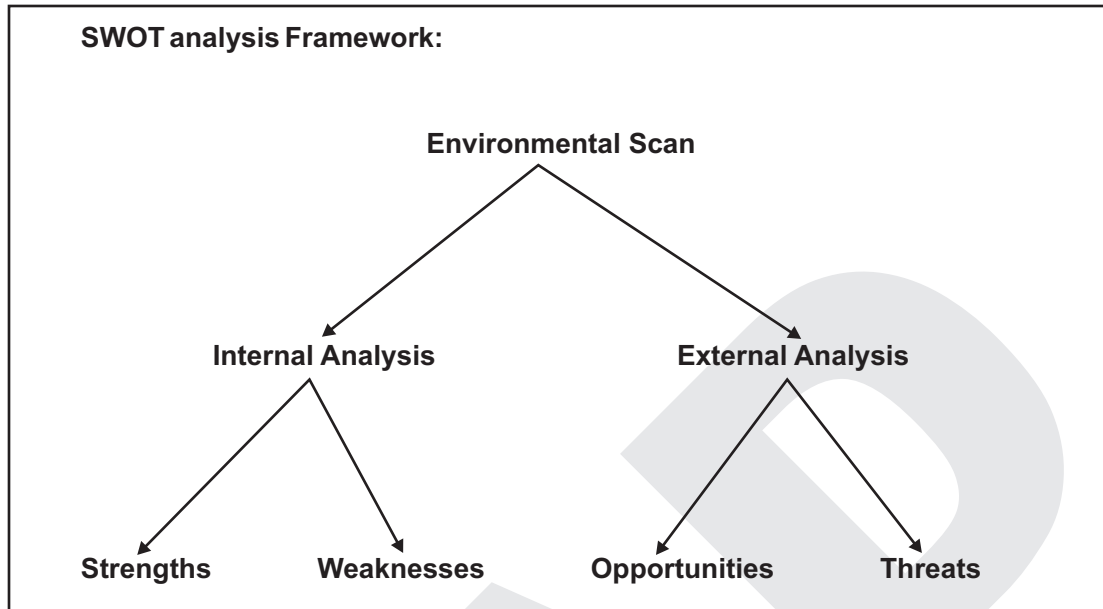 SWOT analysis Framework:
Environmental Scan
Internal Analysis External Analysis
Strengths Weaknesses Opportunities Threats